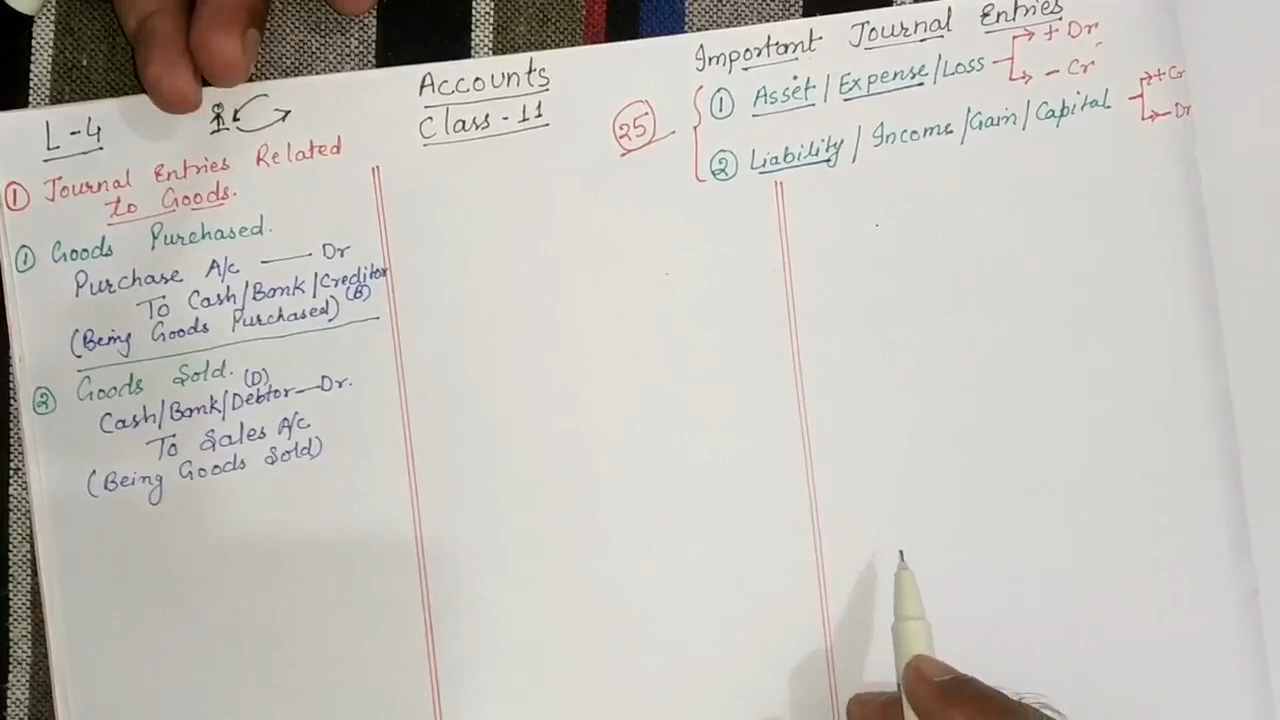 L-4
Accounts
Class - 11
Important Journal Entries
25
① Asset / Expense / Loss
+ Dr
- Cr
② Liability / Income / Gain / Capital
+ Cr
- Dr
① Journal Entries Related
to Goods.
① Goods Purchased.
Purchase A/c —— Dr
To Cash/Bank/Creditor
(B)
(Being Goods Purchased)
② Goods Sold.
(D)
Cash/Bank/Debtor—Dr.
To Sales A/c
(Being Goods Sold)